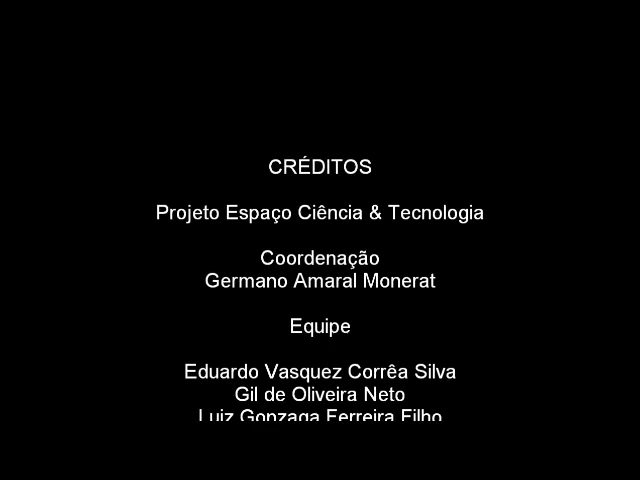 CRÉDITOS
Projeto Espaço Ciência & Tecnologia
Coordenação
Germano Amaral Monerat
Equipe
Eduardo Vasquez Corrêa Silva
Gil de Oliveira Neto
Luiz Gonzaga Ferreira Filho